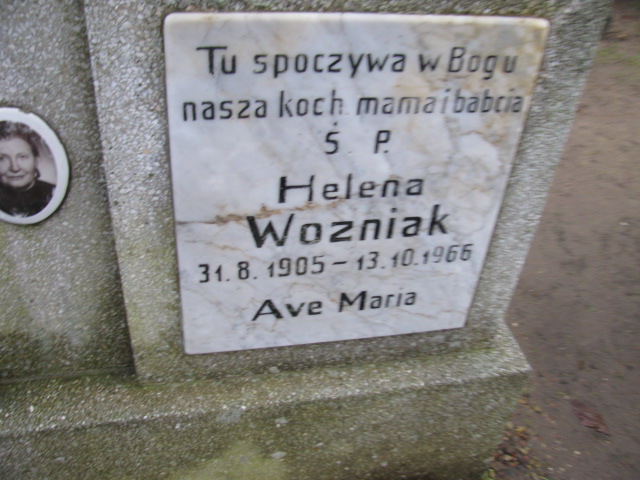 Tu spoczywa w Bogu
nasza koch. mama i babcia
Ś. P.
Helena
Wozniak
31. 8. 1905 – 13. 10. 1966
Ave Maria